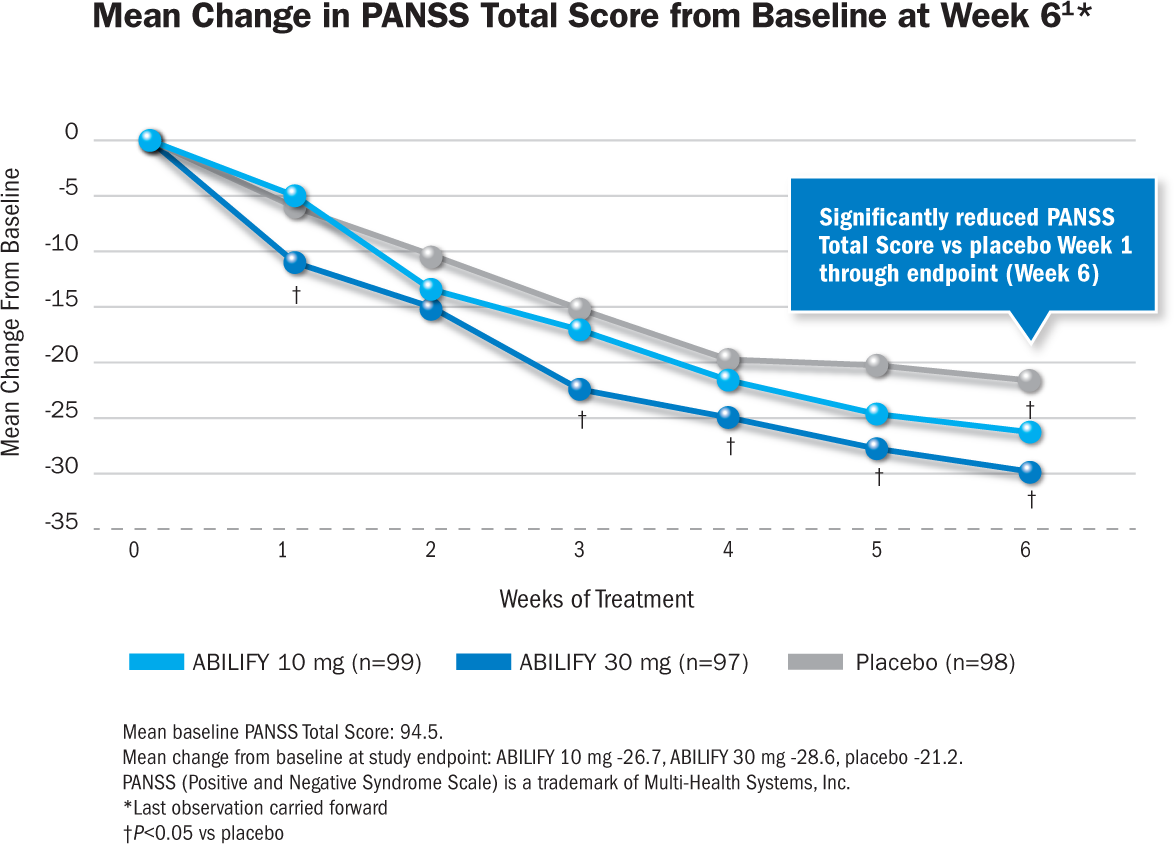 Mean Change in PANSS Total Score from Baseline at Week 6¹*
Mean Change From Baseline
0
-5
-10
-15
-20
-25
-30
-35
Significantly reduced PANSS
Total Score vs placebo Week 1
through endpoint (Week 6)
†
†
†
†
†
†
0 1 2 3 4 5 6
Weeks of Treatment
ABILIFY 10 mg (n=99) ABILIFY 30 mg (n=97) Placebo (n=98)
Mean baseline PANSS Total Score: 94.5.
Mean change from baseline at study endpoint: ABILIFY 10 mg -26.7, ABILIFY 30 mg -28.6, placebo -21.2.
PANSS (Positive and Negative Syndrome Scale) is a trademark of Multi-Health Systems, Inc.
*Last observation carried forward
†P<0.05 vs placebo